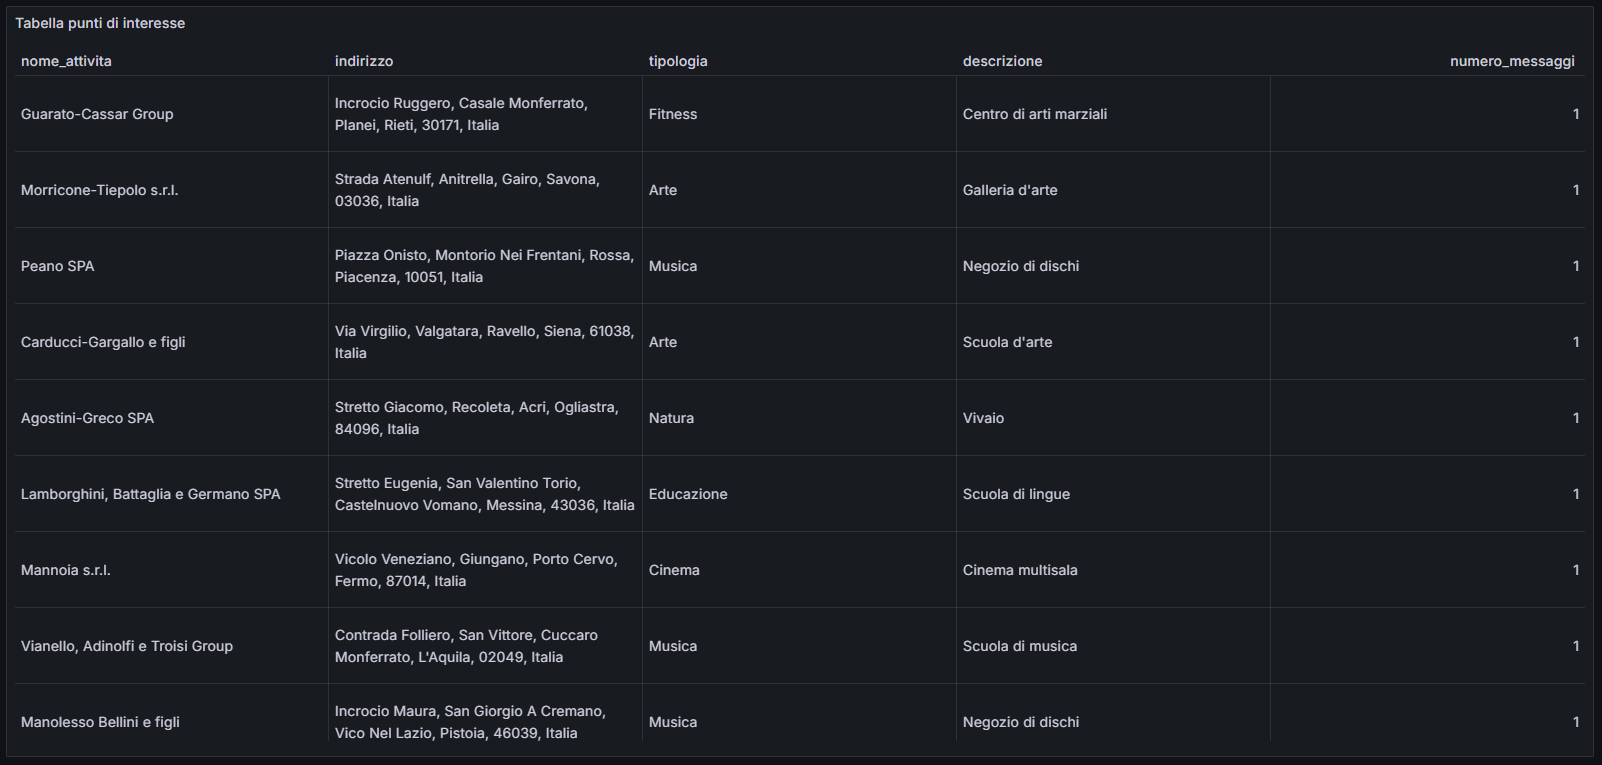 Tabella punti di interesse
nome_attivita indirizzo tipologia descrizione numero_messaggi
Guarato-Cassar Group
Incrocio Ruggero, Casale Monferrato,
Planei, Rieti, 30171, Italia
Fitness
Centro di arti marziali
1
Morricone-Tiepolo s.r.l.
Strada Atenulf, Anitrella, Gairo, Savona,
03036, Italia
Arte
Galleria d'arte
1
Peano SPA
Piazza Onisto, Montorio Nei Frentani, Rossa,
Piacenza, 10051, Italia
Musica
Negozio di dischi
1
Carducci-Gargallo e figli
Via Virgilio, Valgatara, Ravello, Siena, 61038,
Italia
Arte
Scuola d'arte
1
Agostini-Greco SPA
Stretto Giacomo, Recoleta, Acri, Ogliastra,
84096, Italia
Natura
Vivaio
1
Lamborghini, Battaglia e Germano SPA
Stretto Eugenia, San Valentino Torio,
Castelnuovo Vomano, Messina, 43036, Italia
Educazione
Scuola di lingue
1
Mannoia s.r.l.
Vicolo Veneziano, Giungano, Porto Cervo,
Fermo, 87014, Italia
Cinema
Cinema multisala
1
Vianello, Adinolfi e Troisi Group
Contrada Folliero, San Vittore, Cuccaro
Monferrato, L'Aquila, 02049, Italia
Musica
Scuola di musica
1
Manolesso Bellini e figli
Incrocio Maura, San Giorgio A Cremano,
Vico Nel Lazio, Pistoia, 46039, Italia
Musica
Negozio di dischi
1